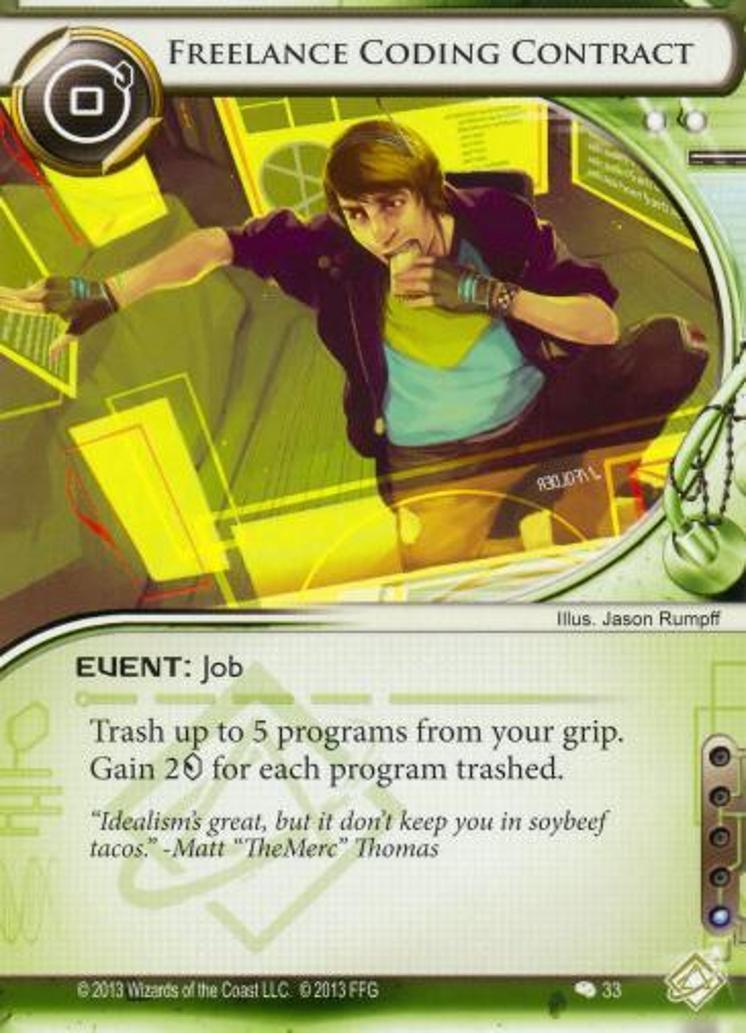 FREELANCE CODING CONTRACT
Illus. Jason Rumpff
EVENT: Job
Trash up to 5 programs from your grip.
Gain 2 for each program trashed.
“Idealism's great, but it don't keep you in soybeef
tacos.” -Matt “TheMerc” Thomas
© 2013 Wizards of the Coast LLC. © 2013 FFG
33